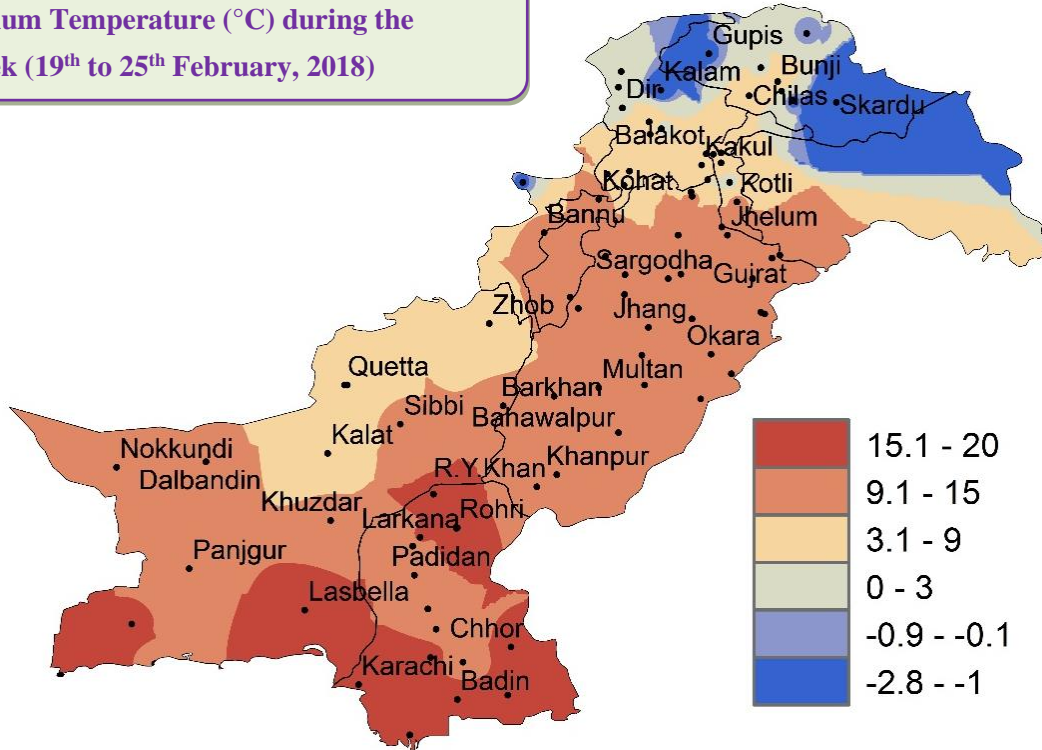 um Temperature (°C) during the
k (19th to 25th February, 2018)
Gupis
Kalam
Bunji
Dir
Chilas
Skardu
Balakot
Kakul
Kohat
Kotli
Bannu
Jhelum
Sargodha
Gujrat
Zhob
Jhang
Okara
Quetta
Multan
Barkhan
Sibbi
Bahawalpur
Kalat
Nokkundi
Khanpur
R.Y.Khan
Dalbandin
Khuzdar
Rohri
Larkana
Panjgur
Padidan
Lasbella
Chhor
Karachi
Badin
15.1 - 20
9.1 - 15
3.1 - 9
0 - 3
-0.9 - -0.1
-2.8 - -1